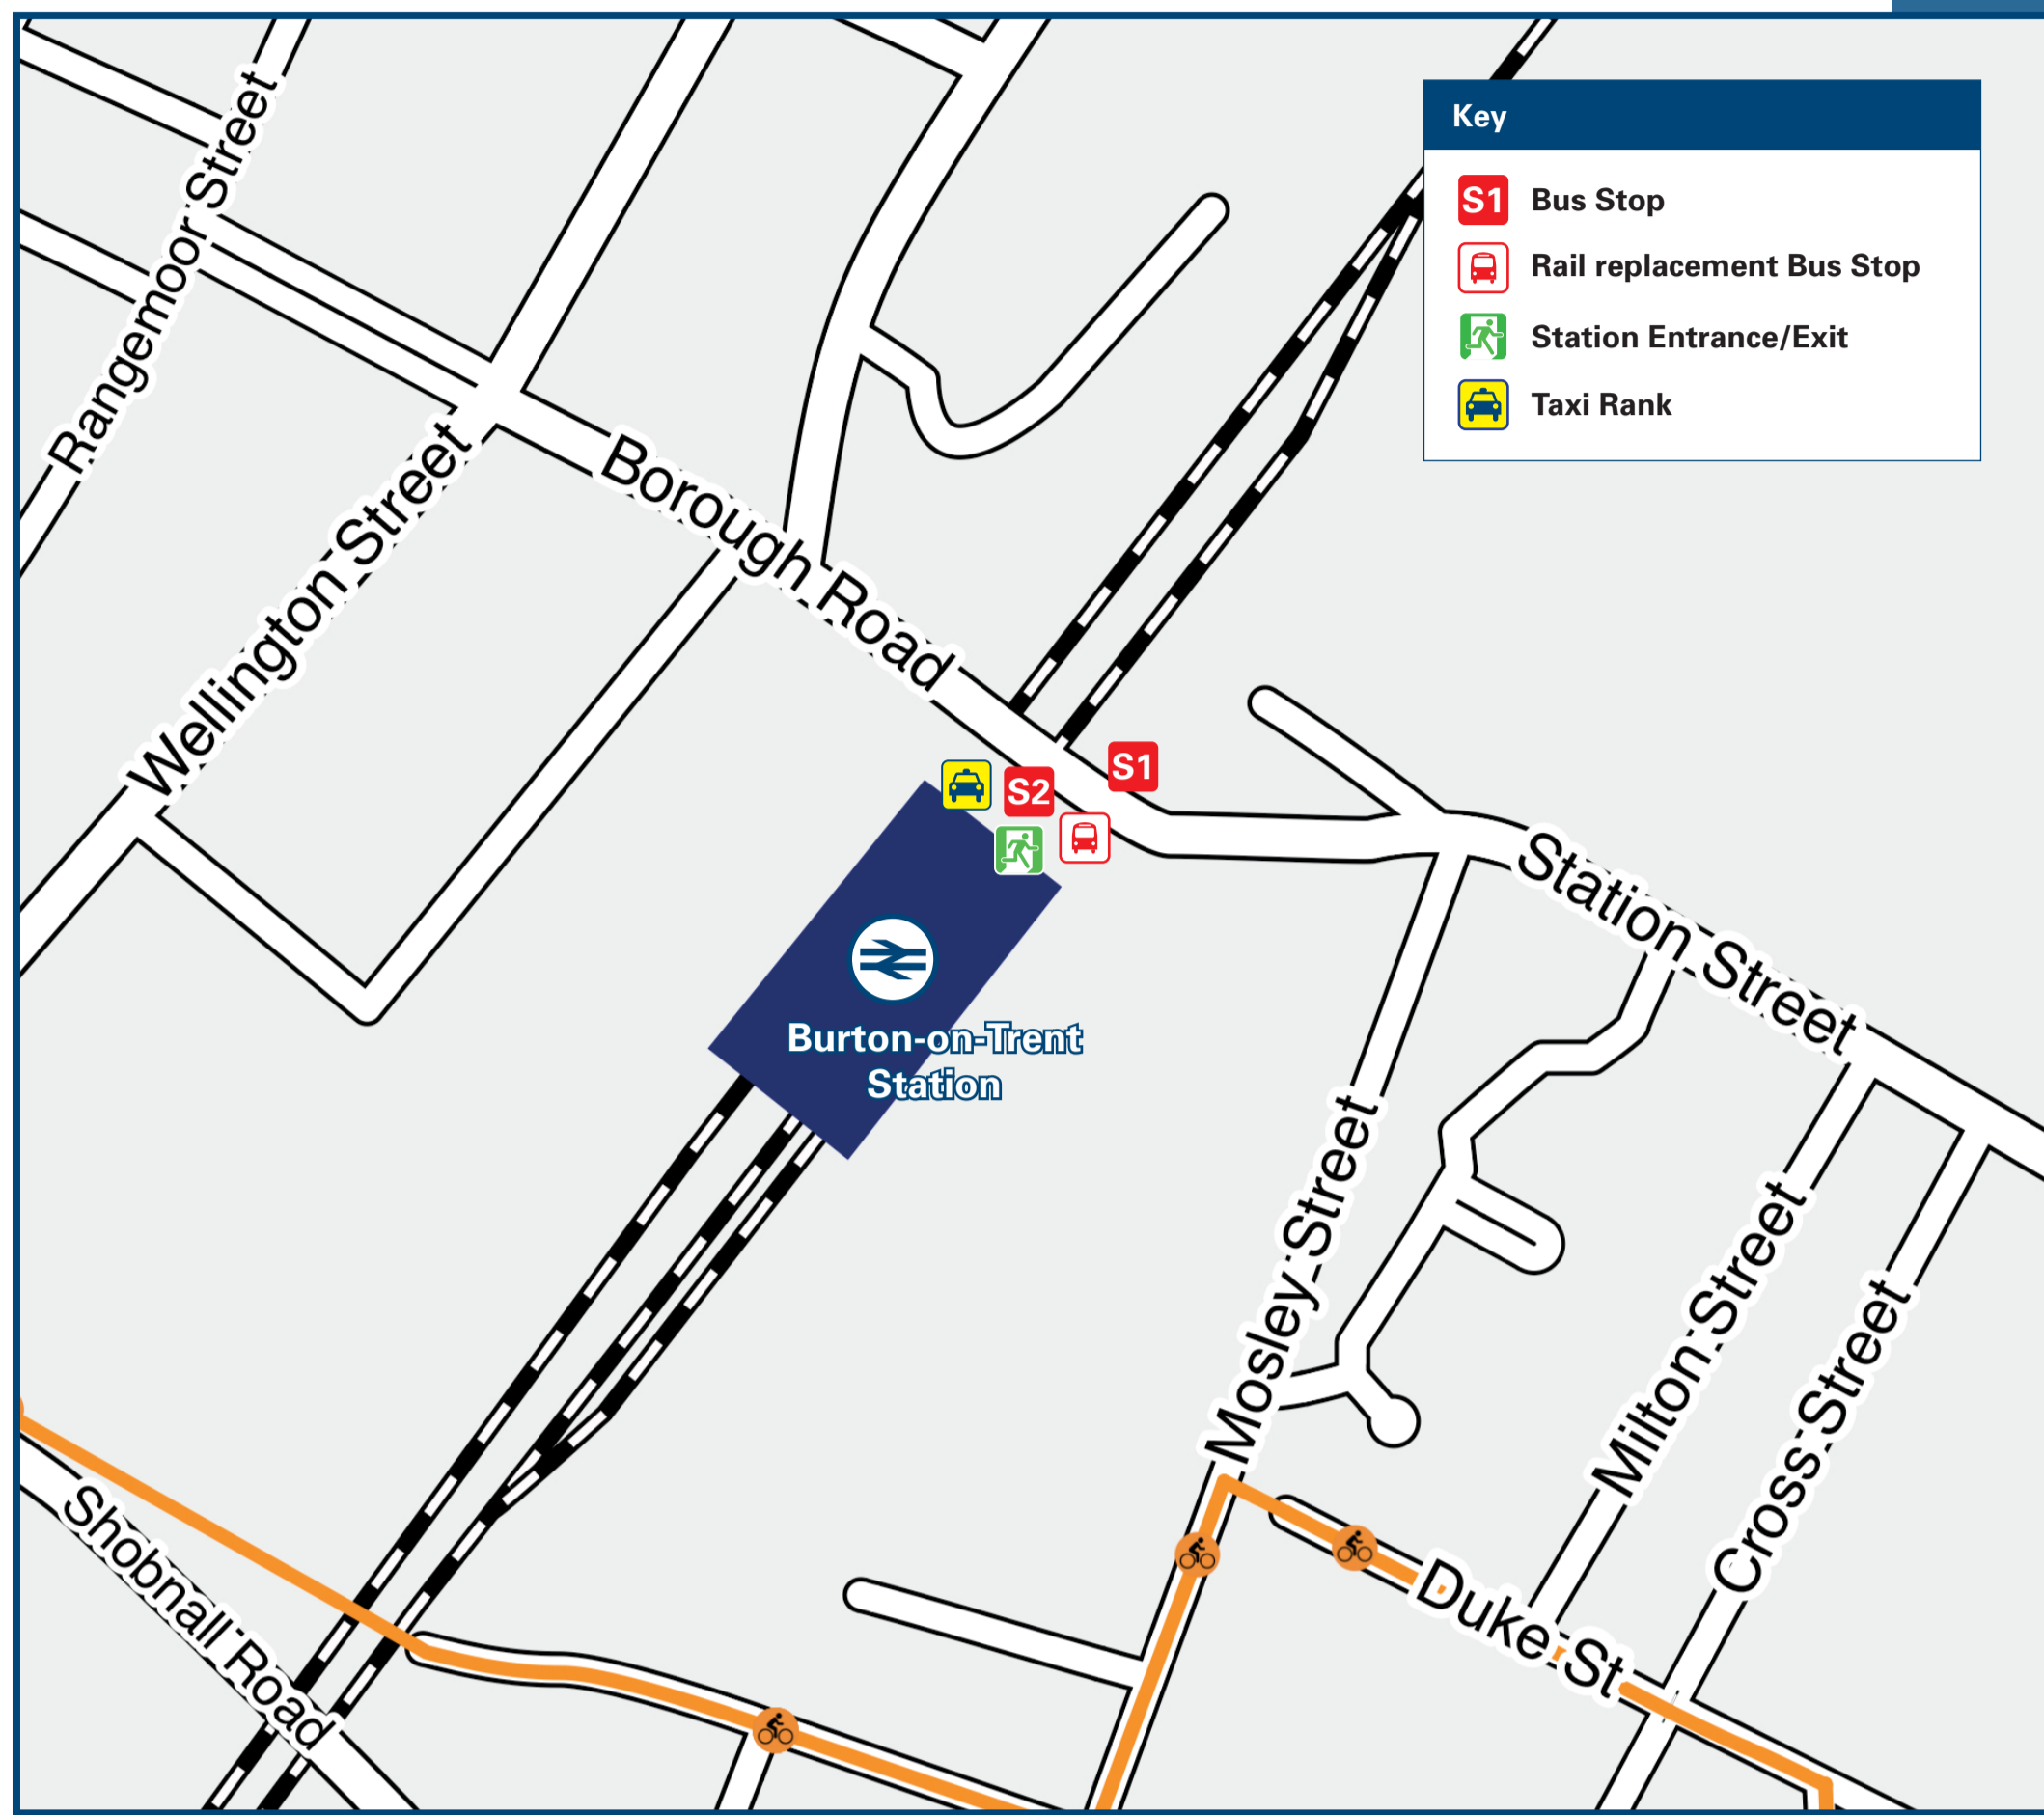 Key
S1 Bus Stop
Rail replacement Bus Stop
Station Entrance/Exit
Taxi Rank
Rangemoor Street
Wellington Street
Borough Road
S1
S2
Station Street
Burton-on-Trent
Station
Mosley Street
Milton Street
Cross Street
Shobnall Road
Duke St